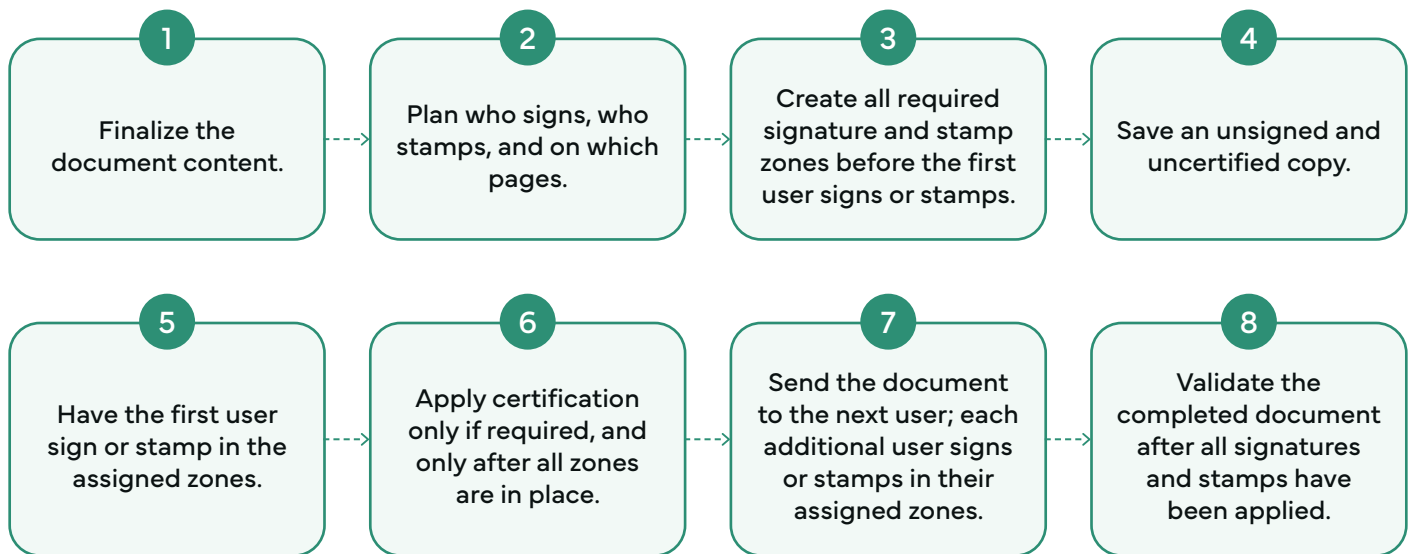 1
Finalize the
document content.
2
Plan who signs, who
stamps, and on which
pages.
3
Create all required
signature and stamp
zones before the first
user signs or stamps.
4
Save an unsigned and
uncertified copy.
5
Have the first user
sign or stamp in the
assigned zones.
6
Apply certification
only if required, and
only after all zones
are in place.
7
Send the document
to the next user; each
additional user signs
or stamps in their
assigned zones.
8
Validate the
completed document
after all signatures
and stamps have
been applied.